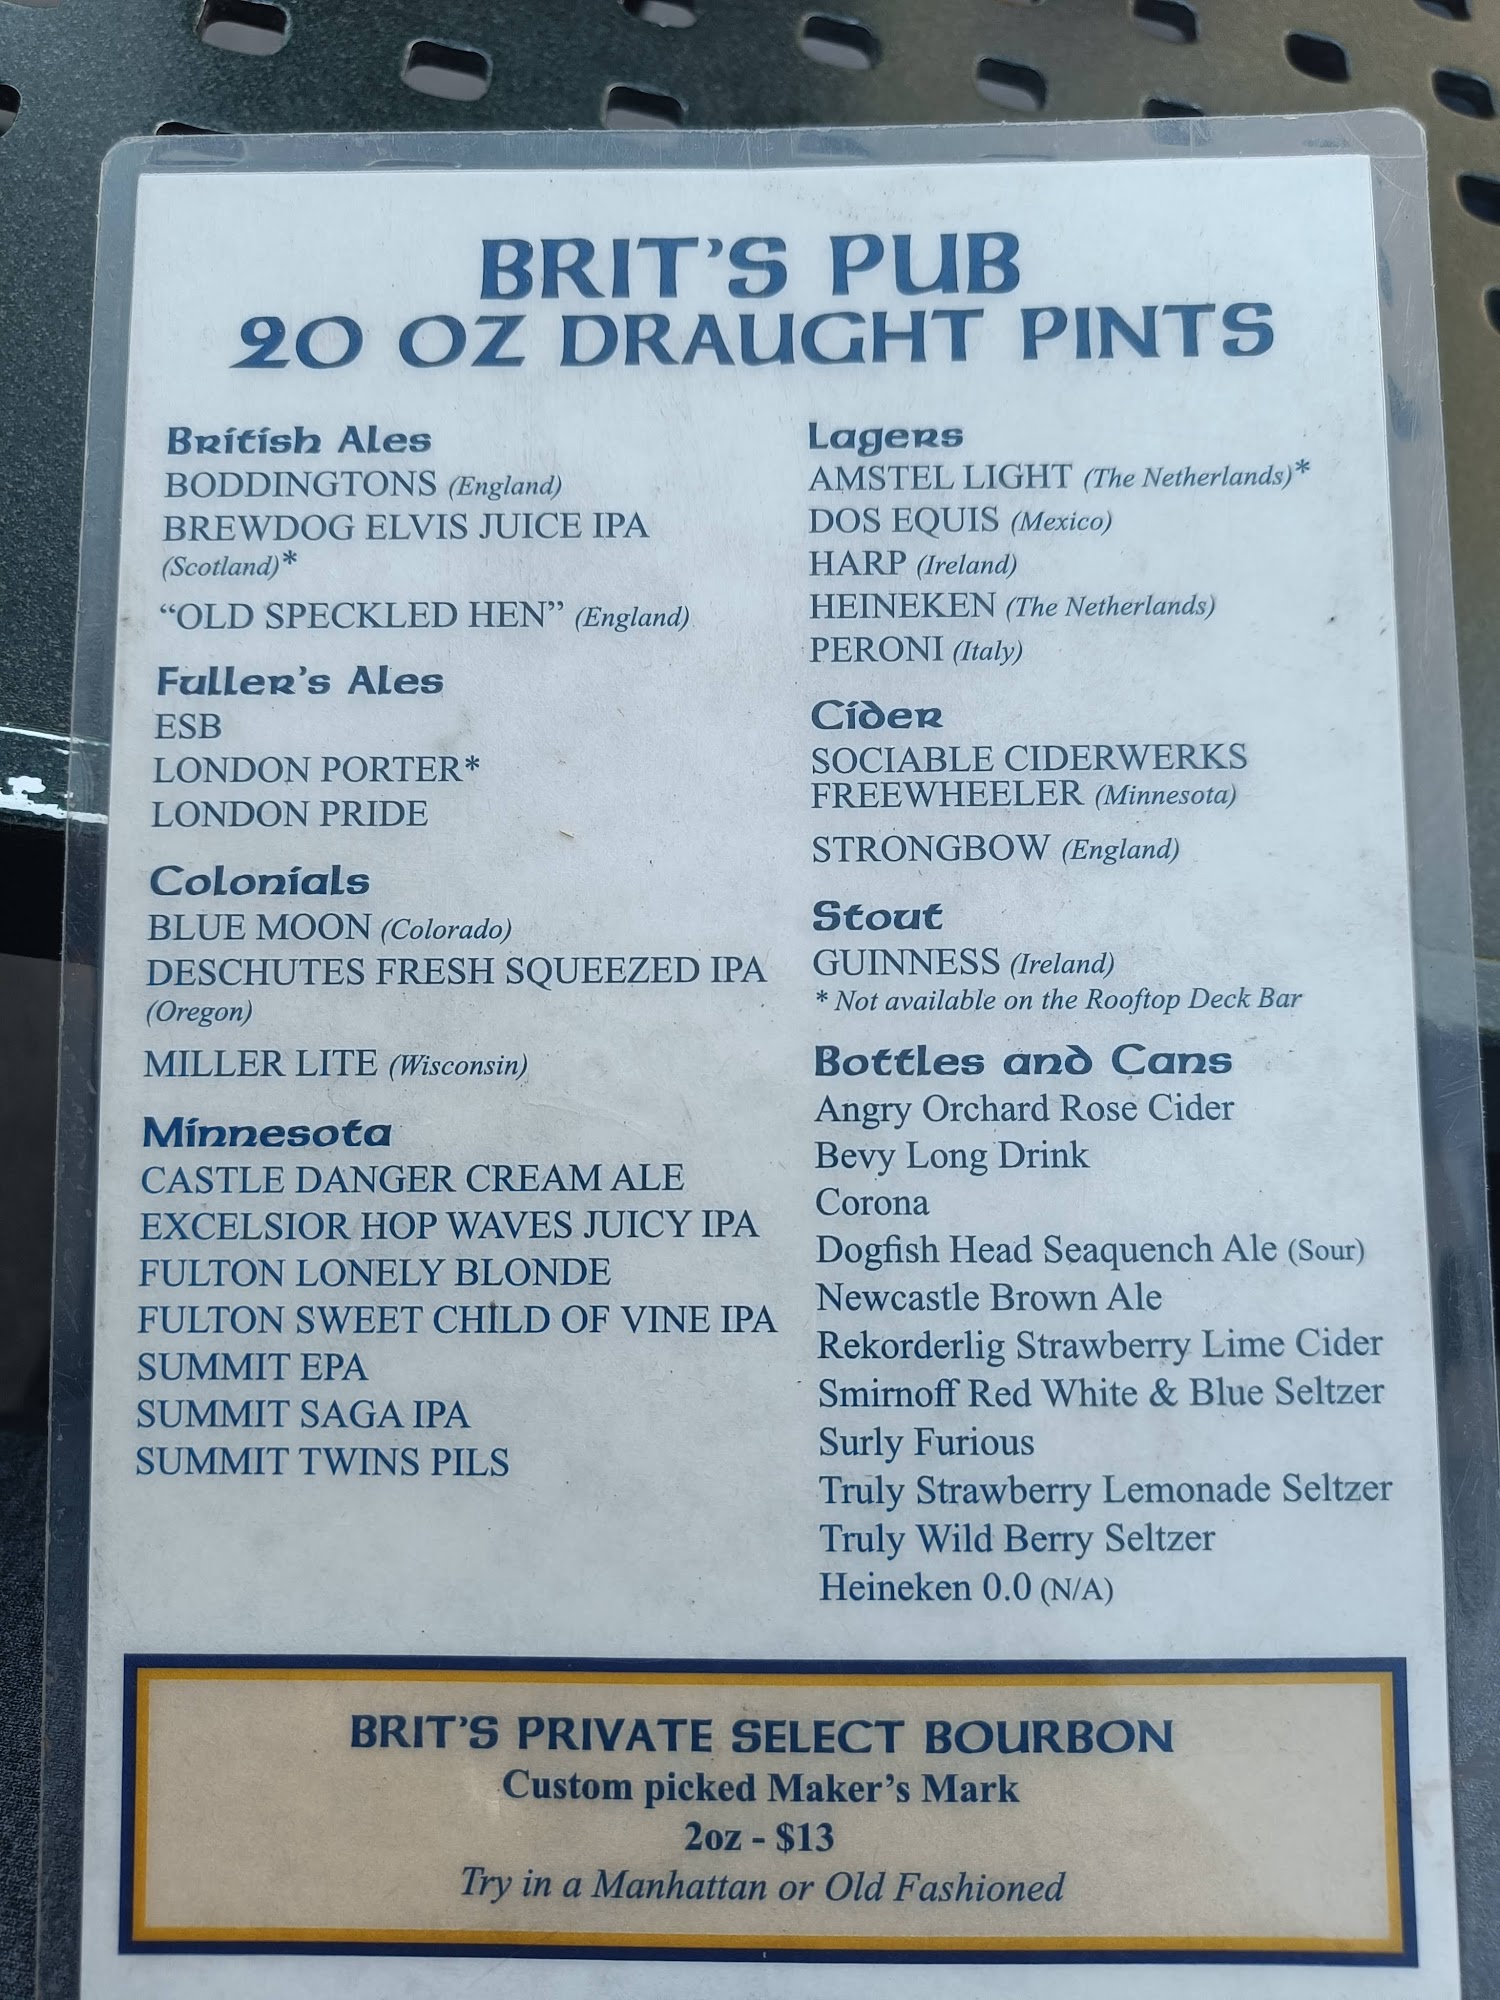 BRIT'S PUB
20 OZ DRAUGHT PINTS
British Ales
BODDINGTONS (England)
BREWDOG ELVIS JUICE IPA
(Scotland)*
“OLD SPECKLED HEN” (England)
Fuller's Ales
ESB
LONDON PORTER*
LONDON PRIDE
Colonials
BLUE MOON (Colorado)
DESCHUTES FRESH SQUEEZED IPA
(Oregon)
MILLER LITE (Wisconsin)
Minnesota
CASTLE DANGER CREAM ALE
EXCELSIOR HOP WAVES JUICY IPA
FULTON LONELY BLONDE
FULTON SWEET CHILD OF VINE IPA
SUMMIT EPA
SUMMIT SAGA IPA
SUMMIT TWINS PILS
Lagers
AMSTEL LIGHT (The Netherlands)*
DOS EQUIS (Mexico)
HARP (Ireland)
HEINEKEN (The Netherlands)
PERONI (Italy)
Cider
SOCIABLE CIDERWERKS
FREEWHEELER (Minnesota)
STRONGBOW (England)
Stout
GUINNESS (Ireland)
* Not available on the Rooftop Deck Bar
Bottles and Cans
Angry Orchard Rose Cider
Bevy Long Drink
Corona
Dogfish Head Seaquench Ale (Sour)
Newcastle Brown Ale
Rekorderlig Strawberry Lime Cider
Smirnoff Red White & Blue Seltzer
Surly Furious
Truly Strawberry Lemonade Seltzer
Truly Wild Berry Seltzer
Heineken 0.0 (N/A)
BRIT'S PRIVATE SELECT BOURBON
Custom picked Maker's Mark
2oz - $13
Try in a Manhattan or Old Fashioned